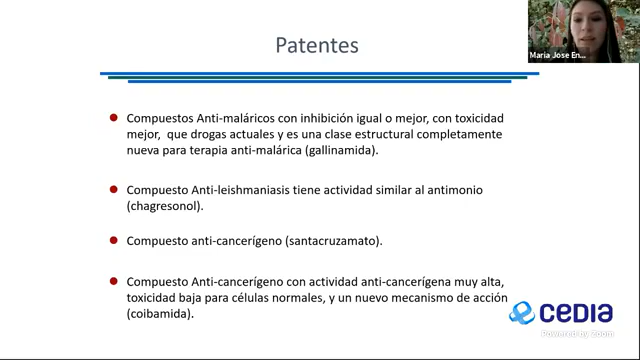 Patentes
Maria Jose En...
Compuestos Anti-maláricos con inhibición igual o mejor, con toxicidad
mejor, que drogas actuales y es una clase estructural completamente
nueva para terapia anti-malárica (gallinamida).
Compuesto Anti-leishmaniasis tiene actividad similar al antimonio
(chagresonol).
Compuesto anti-cancerígeno (santacruzamato).
Compuesto Anti-cancerígeno con actividad anti-cancerígena muy alta,
toxicidad baja para células normales, y un nuevo mecanismo de acción
(coibamida).
CEDIA
Powered by Zoom